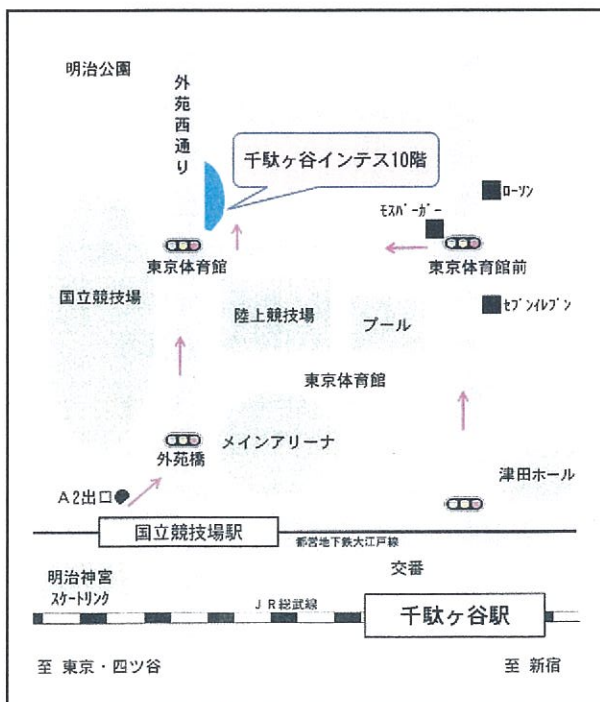 明治公園
外苑西通り
千駄ヶ谷インテス10階
ﾛｰｿﾝ
ﾓｽﾊﾞｰｶﾞｰ
東京体育館
東京体育館前
国立競技場
陸上競技場
プール
ｾﾌﾞﾝｲﾚﾌﾞﾝ
東京体育館
メインアリーナ
外苑橋
津田ホール
A2出口
国立競技場駅
都営地下鉄大江戸線
交番
明治神宮
ｽｹｰﾄﾘﾝｸ
JR総武線
千駄ヶ谷駅
至 東京・四ツ谷
至 新宿